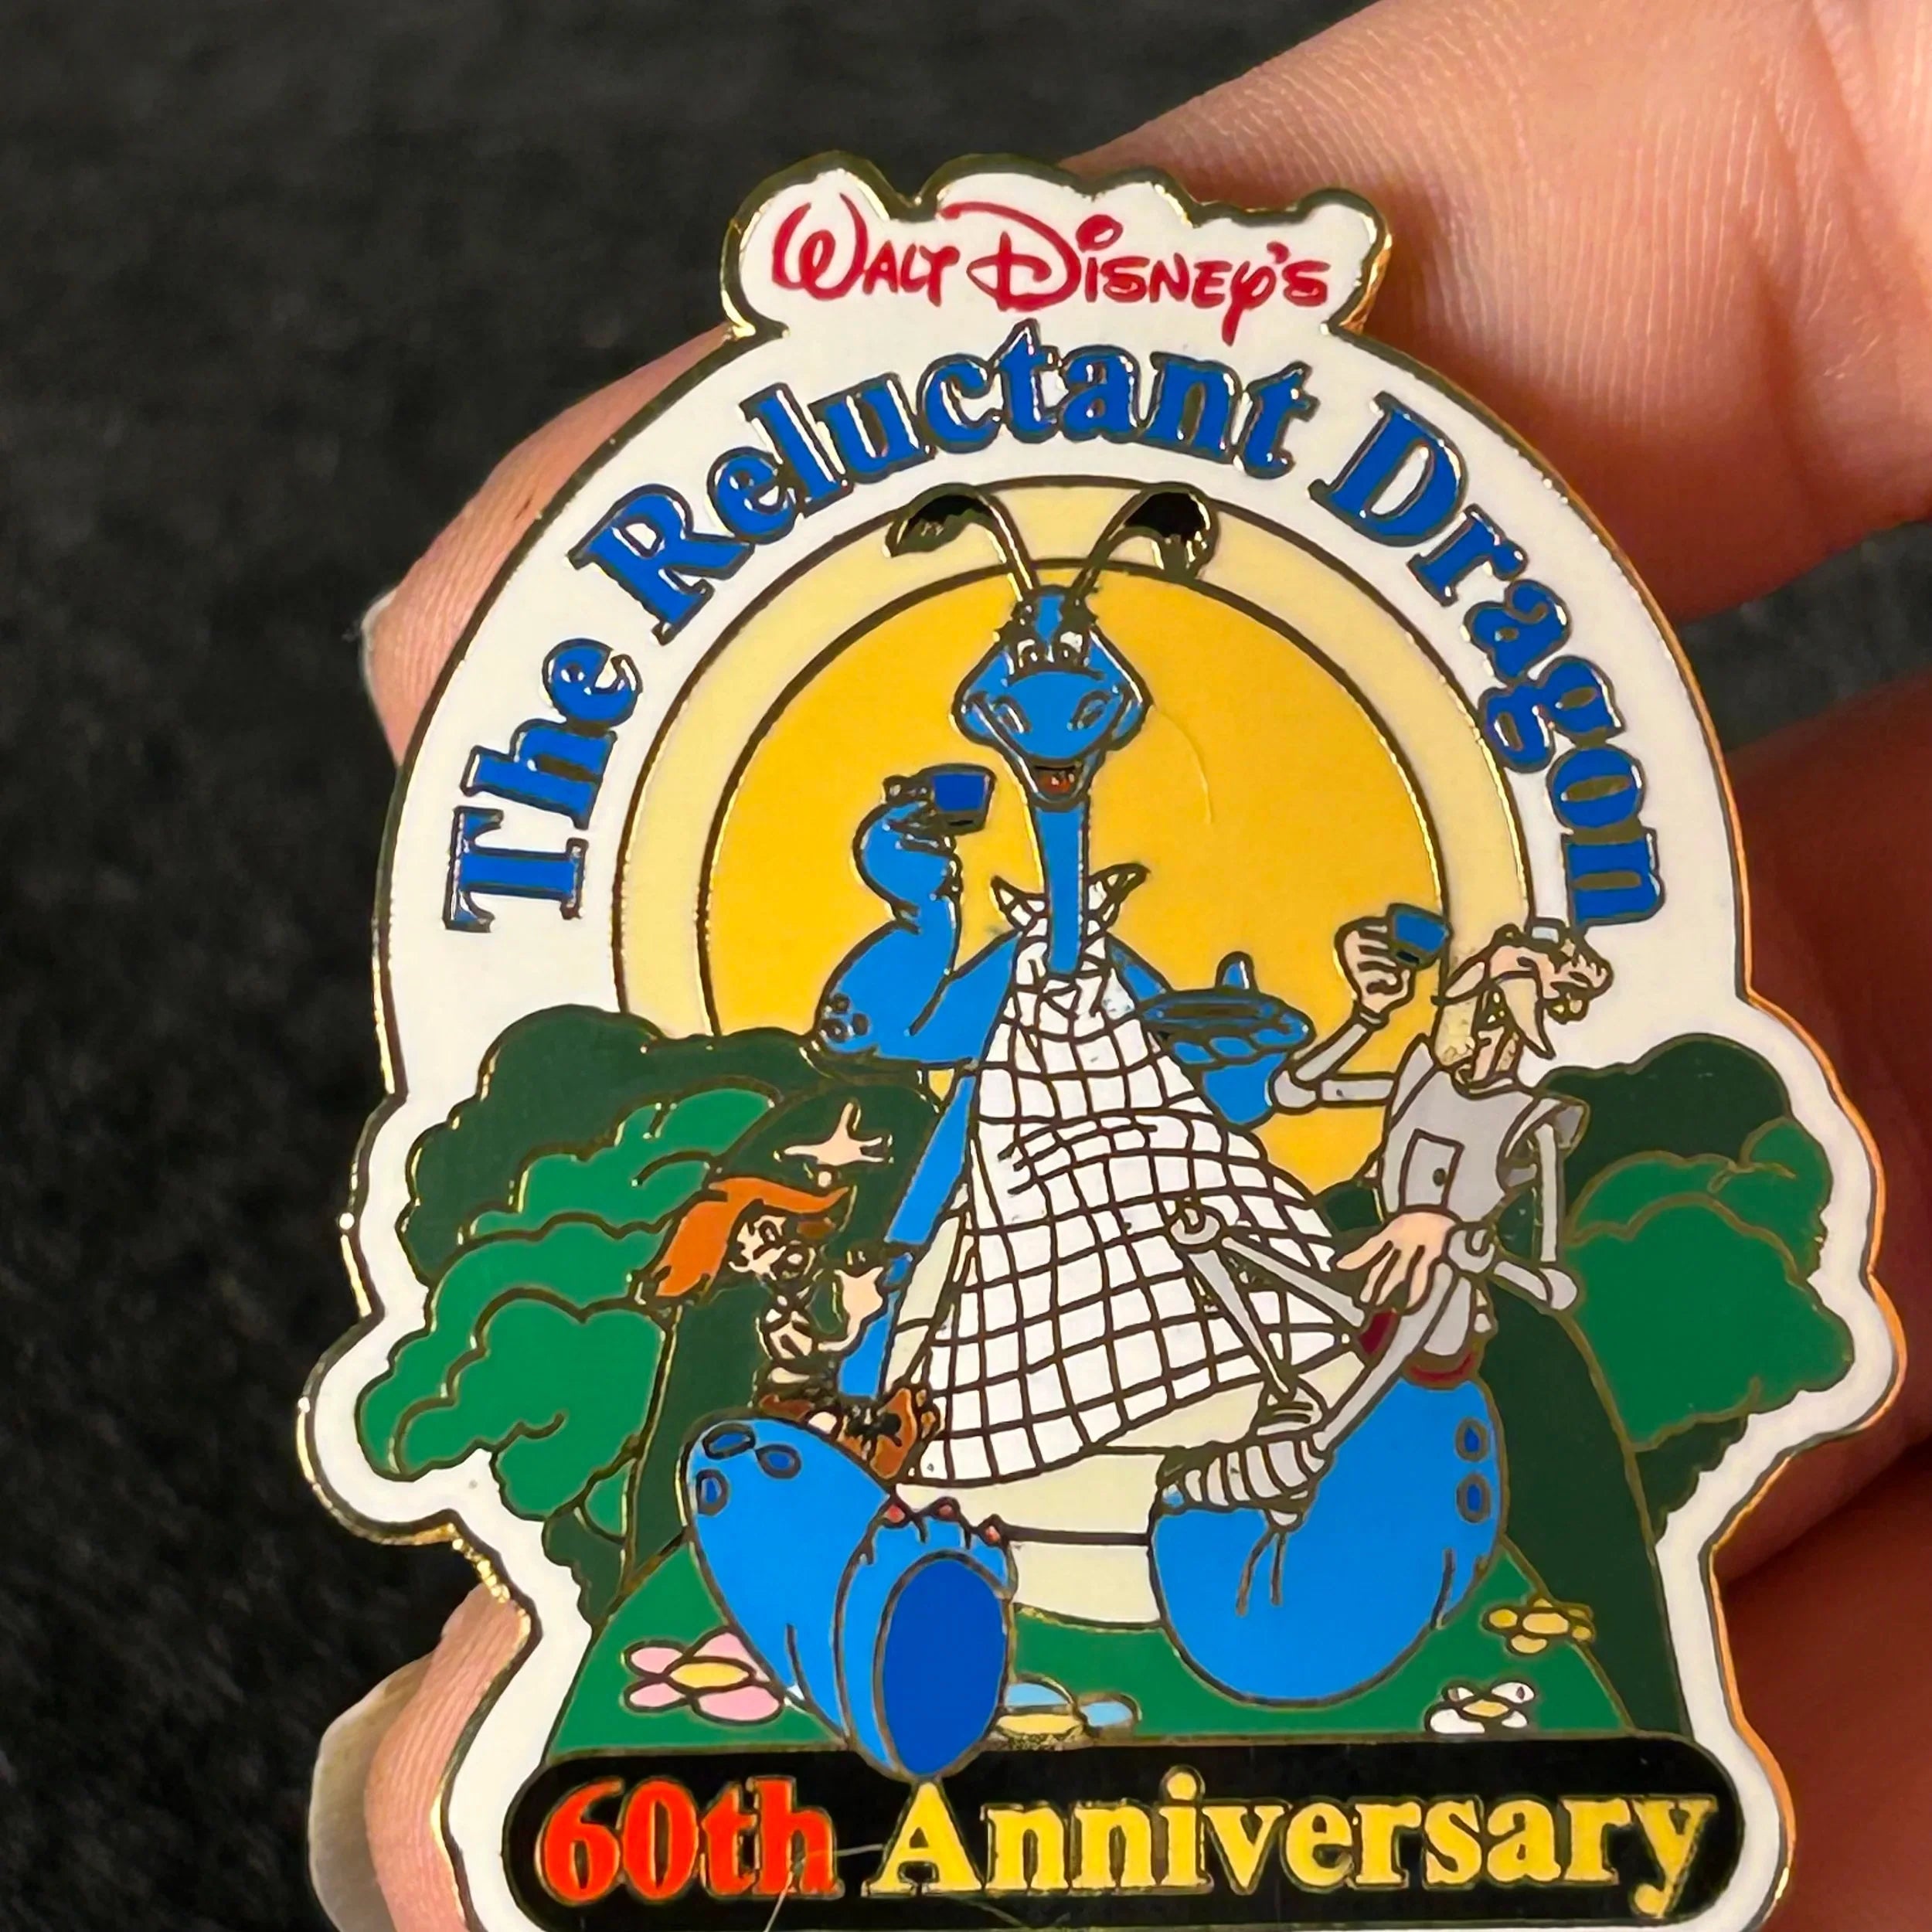 Walt Disney's
The Reluctant Dragon
60th Anniversary